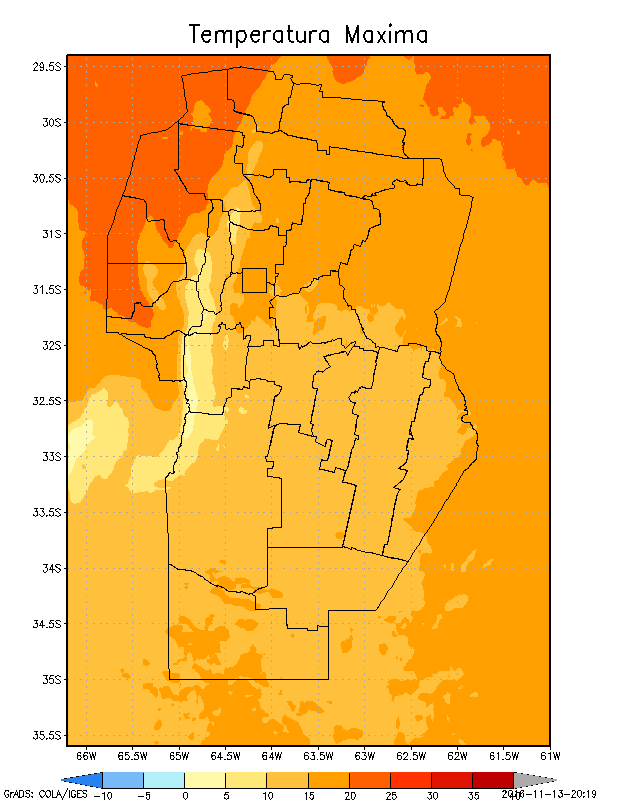 Temperatura Maxima
29.5S
30S
30.5S
31S
31.5S
32S
32.5S
33S
33.5S
34S
34.5S
35S
35.5S
66W 65.5W 65W 64.5W 64W 63.5W 63W 62.5W 62W 61.5W 61W
-10 -5 0 5 10 15 20 25 30 35
GrADS: COLA/IGES
2016-11-13-20:19